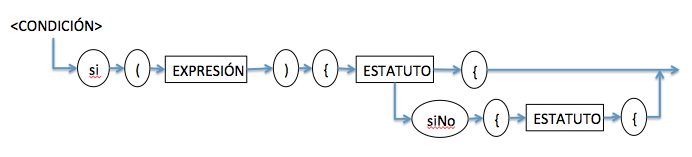 <CONDICIÓN>
si ( EXPRESIÓN ) { ESTATUTO {
siNo { ESTATUTO {